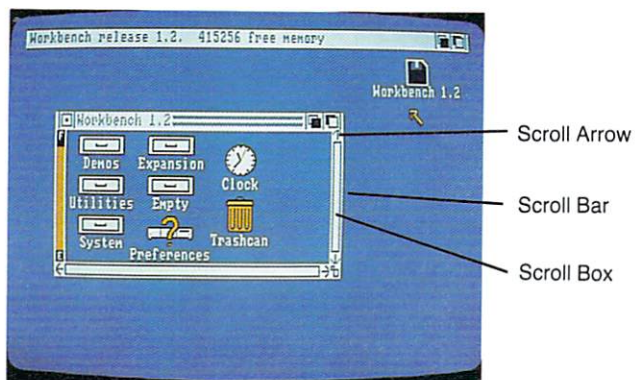 Workbench release 1.2. 415256 free memory
Workbench 1.2
Workbench 1.2
Demos Expansion Clock
Utilities Empty
System Preferences Trashcan
F
E
Scroll Arrow
Scroll Bar
Scroll Box